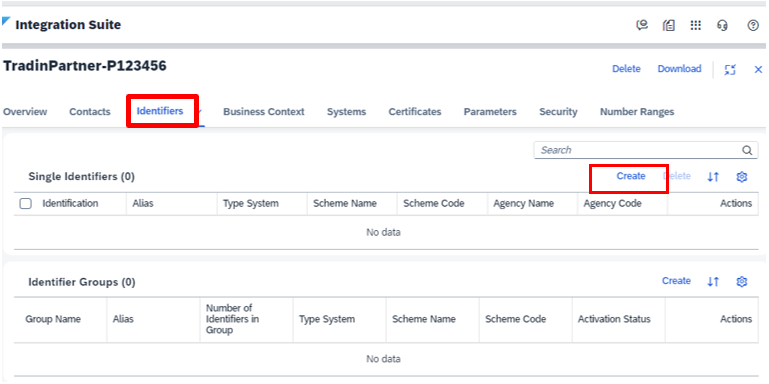 Integration Suite
TradinPartner-P123456
Delete Download
Overview Contacts Identifiers Business Context Systems Certificates Parameters Security Number Ranges
Search
Single Identifiers (0) Create Delete
Identification Alias Type System Scheme Name Scheme Code Agency Name Agency Code Actions
No data
Identifier Groups (0) Create
Group Name Alias Number of Identifiers in Group Type System Scheme Name Scheme Code Activation Status Actions
No data